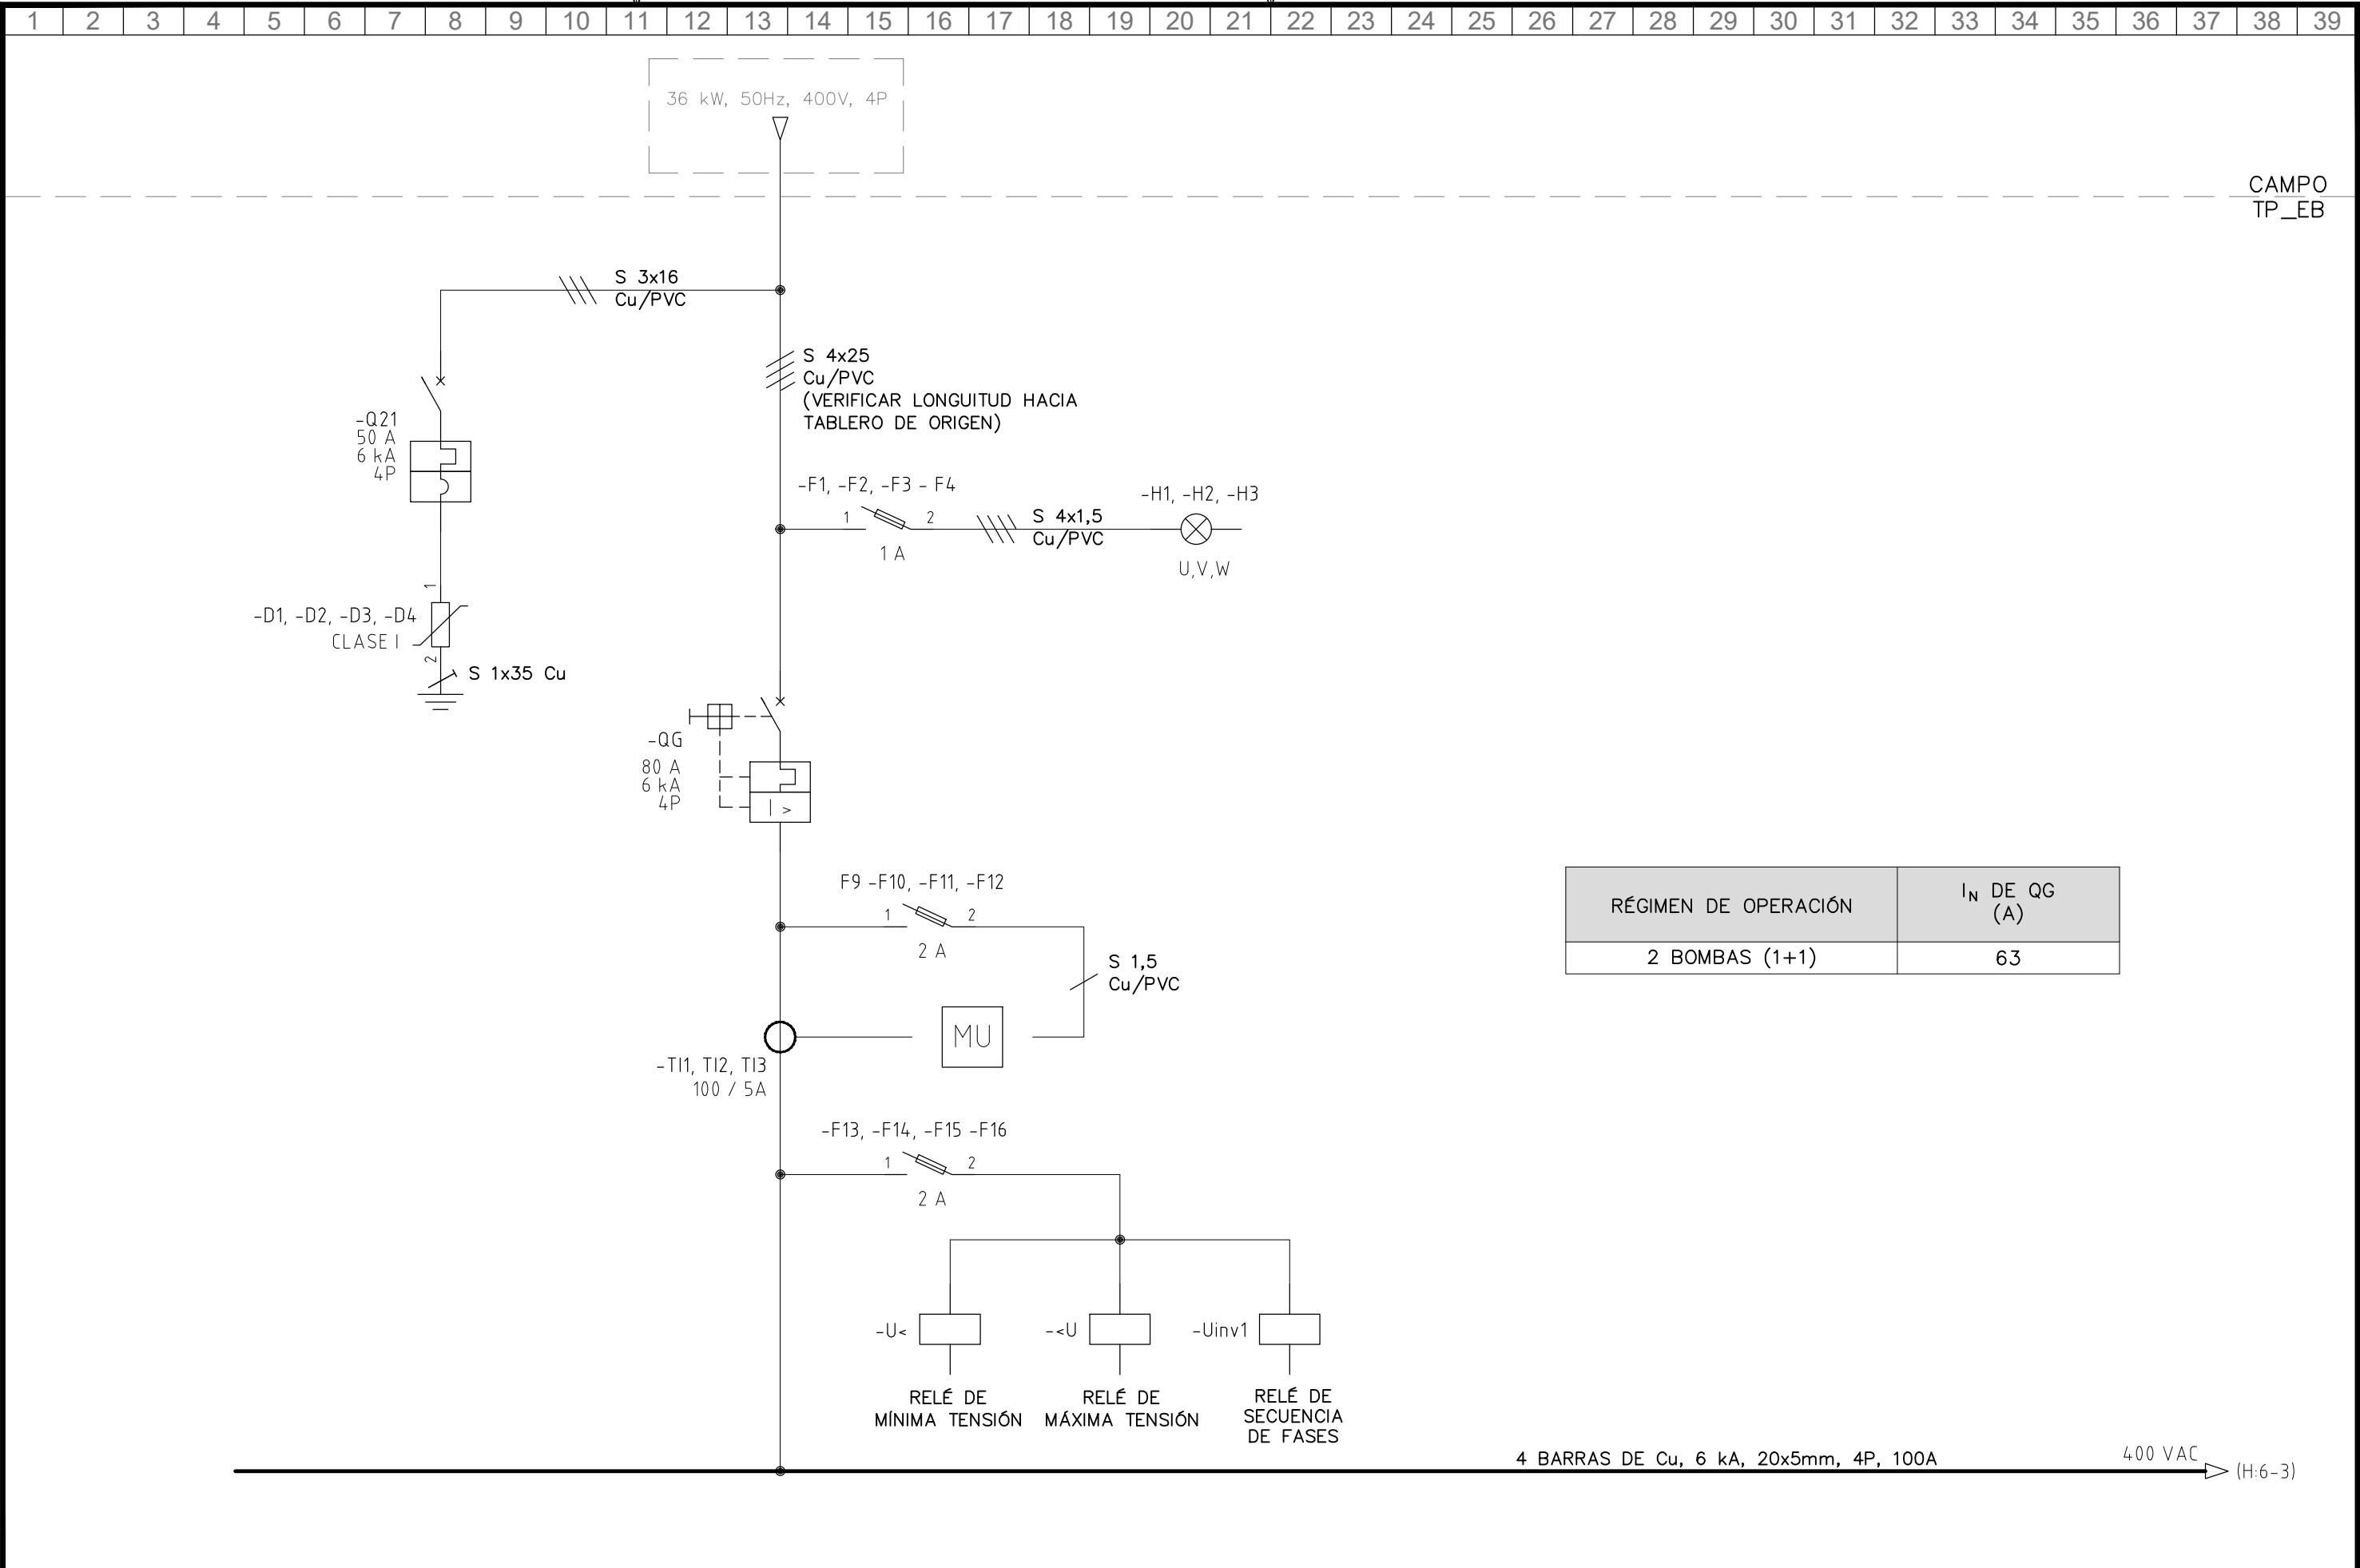 1 2 3 4 5 6 7 8 9 10 11 12 13 14 15 16 17 18 19 20 21 22 23 24 25 26 27 28 29 30 31 32 33 34 35 36 37 38 39
36 kW, 50Hz, 400V, 4P
CAMPO
TP_EB
S 3x16
Cu/PVC
S 4x25
Cu/PVC
(VERIFICAR LONGUITUD HACIA
TABLERO DE ORIGEN)
-Q21
50 A
6 kA
4P
-F1, -F2, -F3 - F4
1
2
1 A
S 4x1,5
Cu/PVC
-H1, -H2, -H3
U,V,W
1
-D1, -D2, -D3, -D4
CLASE I
2
S 1x35 Cu
-QG
80 A
6 kA
4P
I >
F9 -F10, -F11, -F12
1
2
2 A
S 1,5
Cu/PVC
MU
-TI1, TI2, TI3
100 / 5A
RÉGIMEN DE OPERACIÓN
IN DE QG
(A)
2 BOMBAS (1+1)
63
-F13, -F14, -F15 -F16
1
2
2 A
-U<
-<U
-Uinv1
RELÉ DE
MÍNIMA TENSIÓN
RELÉ DE
MÁXIMA TENSIÓN
RELÉ DE
SECUENCIA
DE FASES
4 BARRAS DE Cu, 6 kA, 20x5mm, 4P, 100A
400 VAC
(H:6-3)